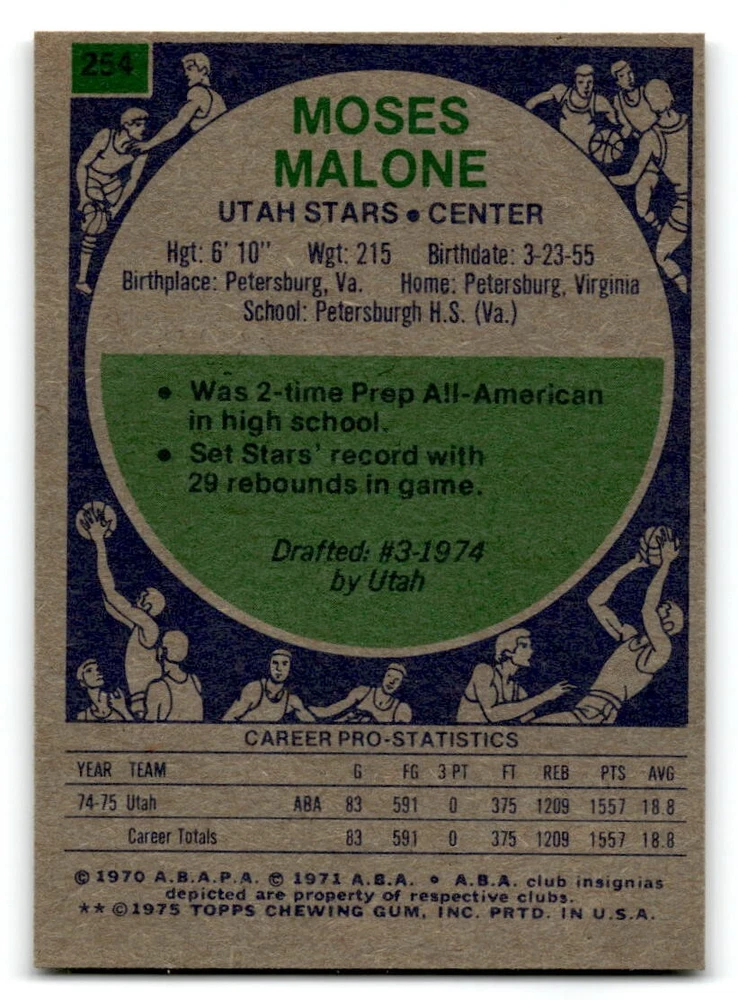 254
MOSES
MALONE
UTAH STARS • CENTER
Hgt: 6' 10" Wgt: 215 Birthdate: 3-23-55
Birthplace: Petersburg, Va. Home: Petersburg, Virginia
School: Petersburgh H.S. (Va.)
• Was 2-time Prep All-American
in high school.
• Set Stars' record with
29 rebounds in game.
Drafted: #3-1974
by Utah
CAREER PRO-STATISTICS
YEAR TEAM G FG 3 PT FT REB PTS AVG
74-75 Utah ABA 83 591 0 375 1209 1557 18.8
Career Totals 83 591 0 375 1209 1557 18.8
© 1970 A.B.A.P.A. © 1971 A.B.A. • A.B.A. club insignias
depicted are property of respective clubs.
** © 1975 TOPPS CHEWING GUM, INC. PRTD. IN U.S.A.